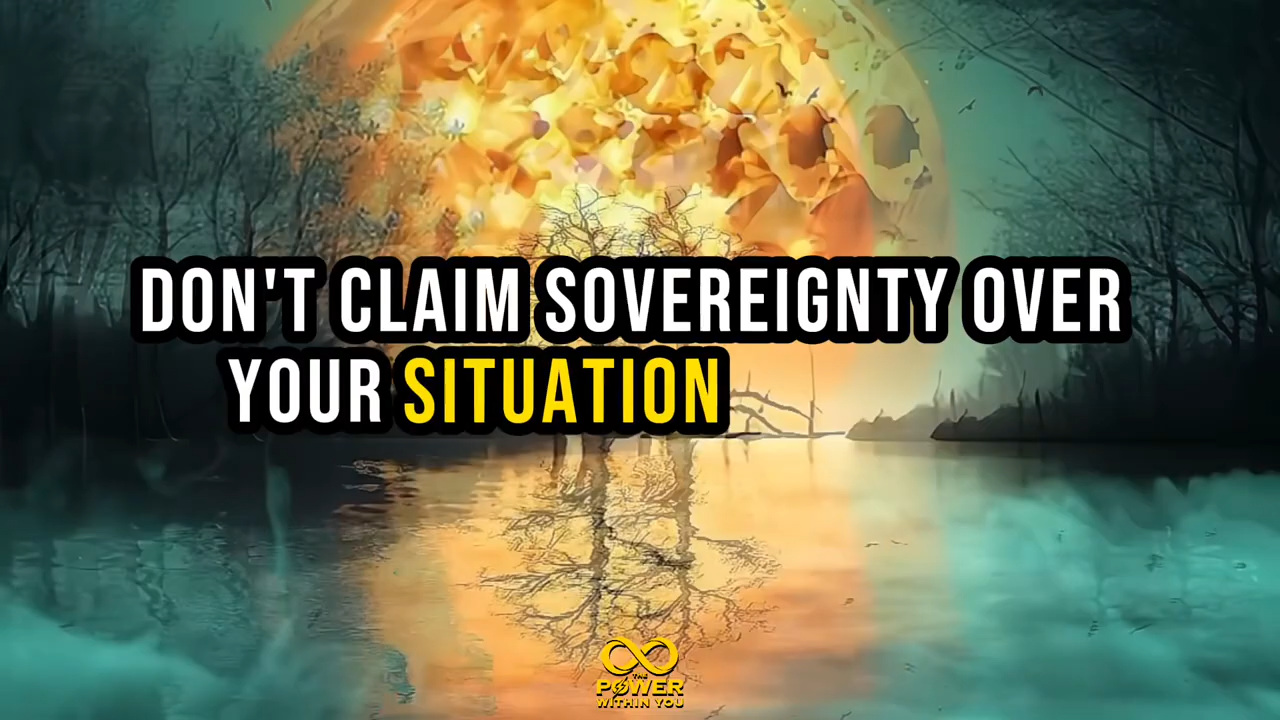 DON'T CLAIM SOVEREIGNTY OVER
YOUR SITUATION
THE
POWER
WITHIN YOU